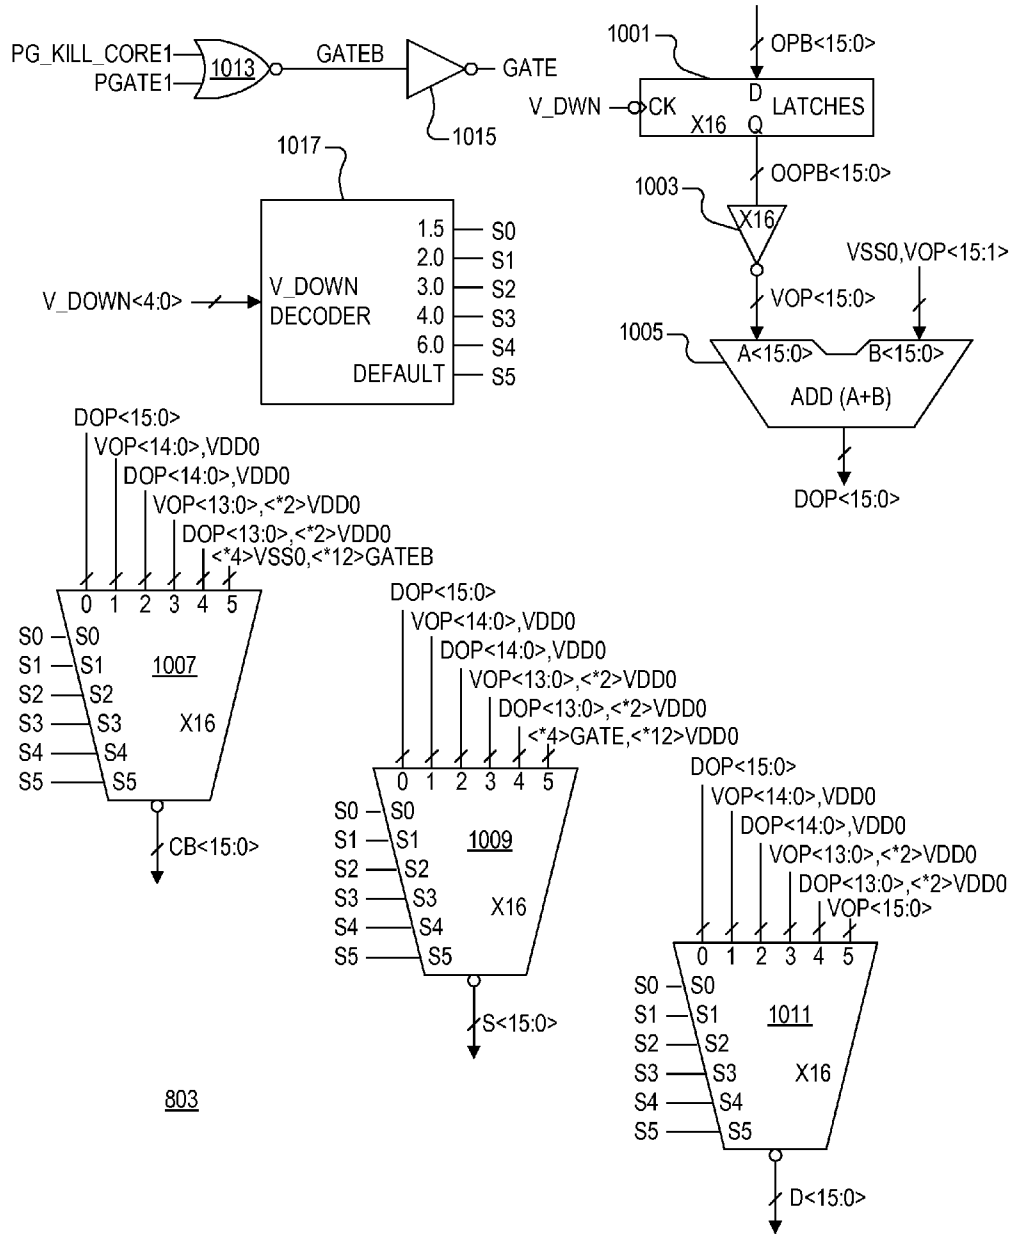 PG_KILL_CORE1
PGATE1
1013
GATEB
GATE
1015
1001
OPB<15:0>
V_DWN
CK
D
LATCHES
X16
Q
OOPB<15:0>
1003
X16
VSS0,VOP<15:1>
VOP<15:0>
1005
A<15:0>
B<15:0>
ADD (A+B)
DOP<15:0>
1017
V_DOWN<4:0>
V_DOWN
DECODER
1.5
S0
2.0
S1
3.0
S2
4.0
S3
6.0
S4
DEFAULT
S5
DOP<15:0>
VOP<14:0>,VDD0
DOP<14:0>,VDD0
VOP<13:0>,<*2>VDD0
DOP<13:0>,<*2>VDD0
<*4>VSS0,<*12>GATEB
0 1 2 3 4 5
S0 S0
S1 S1
S2 S2
S3 S3
S4 S4
S5 S5
1007
X16
CB<15:0>
DOP<15:0>
VOP<14:0>,VDD0
DOP<14:0>,VDD0
VOP<13:0>,<*2>VDD0
DOP<13:0>,<*2>VDD0
<*4>GATE,<*12>VDD0
0 1 2 3 4 5
S0 S0
S1 S1
S2 S2
S3 S3
S4 S4
S5 S5
1009
X16
S<15:0>
DOP<15:0>
VOP<14:0>,VDD0
DOP<14:0>,VDD0
VOP<13:0>,<*2>VDD0
DOP<13:0>,<*2>VDD0
VOP<15:0>
0 1 2 3 4 5
S0 S0
S1 S1
S2 S2
S3 S3
S4 S4
S5 S5
1011
X16
D<15:0>
803